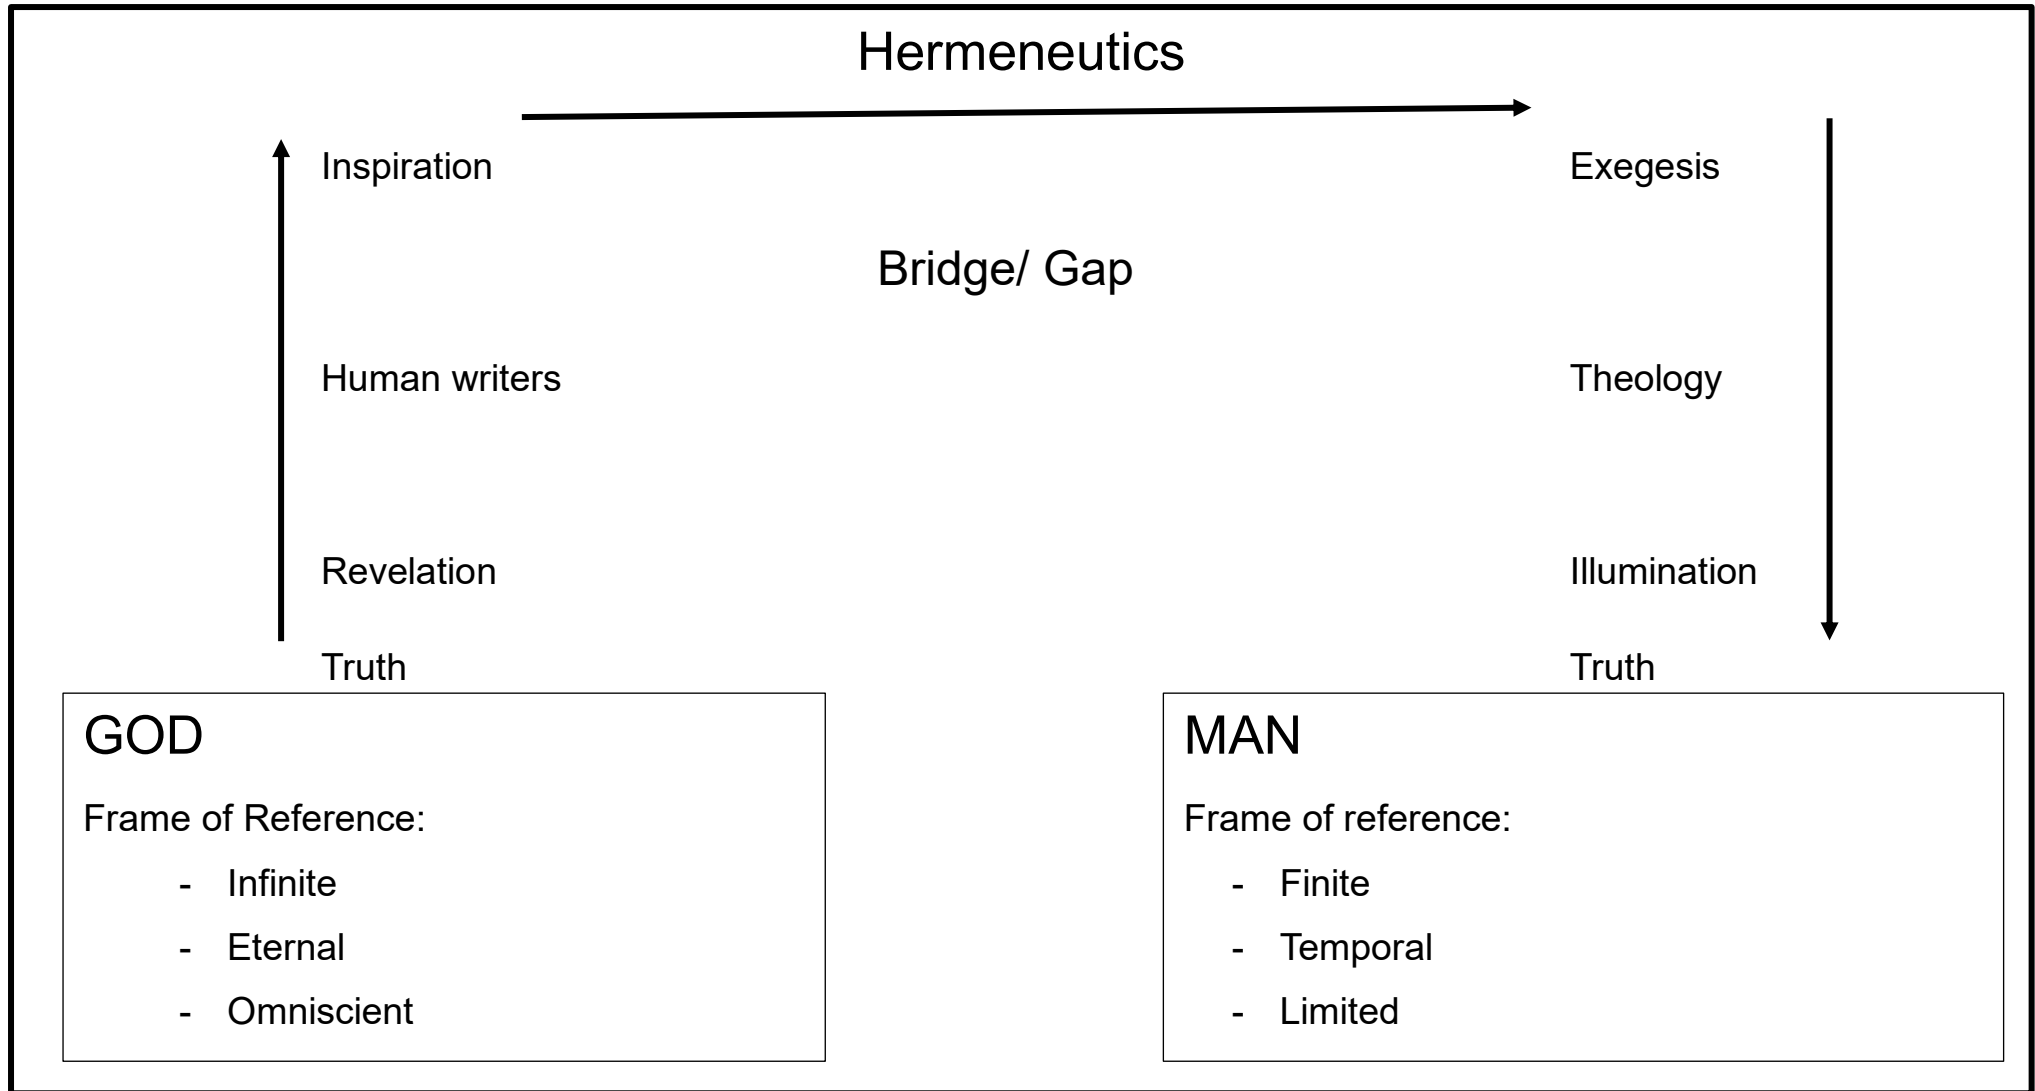 Hermeneutics
Inspiration
Exegesis
Bridge/ Gap
Human writers
Theology
Revelation
Illumination
Truth
Truth
GOD
Frame of Reference:
- Infinite
- Eternal
- Omniscient
MAN
Frame of reference:
- Finite
- Temporal
- Limited